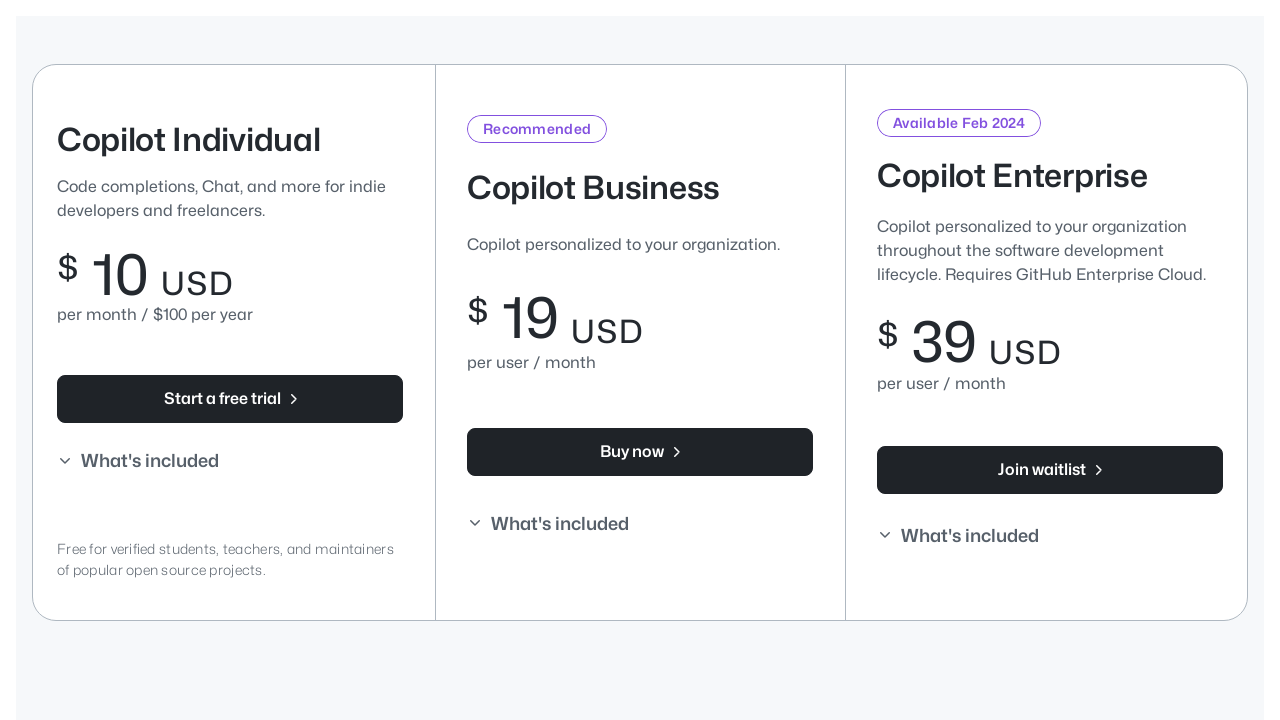 Copilot Individual
Code completions, Chat, and more for indie
developers and freelancers.
$ 10 USD
per month / $100 per year
Start a free trial
What's included
Free for verified students, teachers, and maintainers
of popular open source projects.
Recommended
Copilot Business
Copilot personalized to your organization.
$ 19 USD
per user / month
Buy now
What's included
Available Feb 2024
Copilot Enterprise
Copilot personalized to your organization
throughout the software development
lifecycle. Requires GitHub Enterprise Cloud.
$ 39 USD
per user / month
Join waitlist
What's included